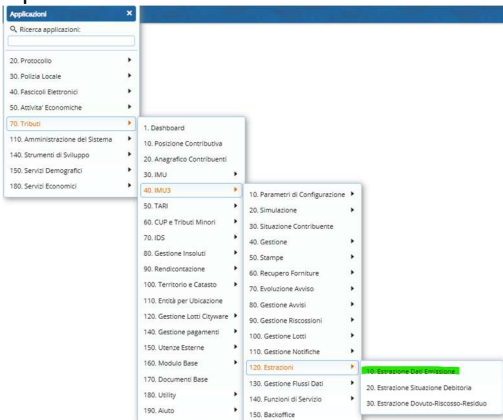 Applicazioni
Ricerca applicazioni:
20. Protocollo
30. Polizia Locale
40. Fascicoli Elettronici
50. Attivita' Economiche
70. Tributi
110. Amministrazione del Sistema
140. Strumenti di Sviluppo
150. Servizi Demografici
180. Servizi Economici
1. Dashboard
10. Posizione Contributiva
20. Anagrafico Contribuenti
30. IMU
40. IMU3
50. TARI
60. CUP e Tributi Minori
70. IDS
80. Gestione Insoluti
90. Rendicontazione
100. Territorio e Catasto
110. Entità per Ubicazione
120. Gestione Lotti Cityware
140. Gestione pagamenti
150. Utenze Esterne
160. Modulo Base
170. Documenti Base
180. Utility
190. Aiuto
10. Parametri di Configurazione
20. Simulazione
30. Situazione Contribuente
40. Gestione
50. Stampe
60. Recupero Forniture
70. Evoluzione Avviso
80. Gestione Avvisi
90. Gestione Riscossioni
100. Gestione Lotti
110. Gestione Notifiche
120. Estrazioni
130. Gestione Flussi Dati
140. Funzioni di Servizio
150. Backoffice
10. Estrazione Dati Emissione
20. Estrazione Situazione Debitoria
30. Estrazione Dovuto-Riscosso-Residuo